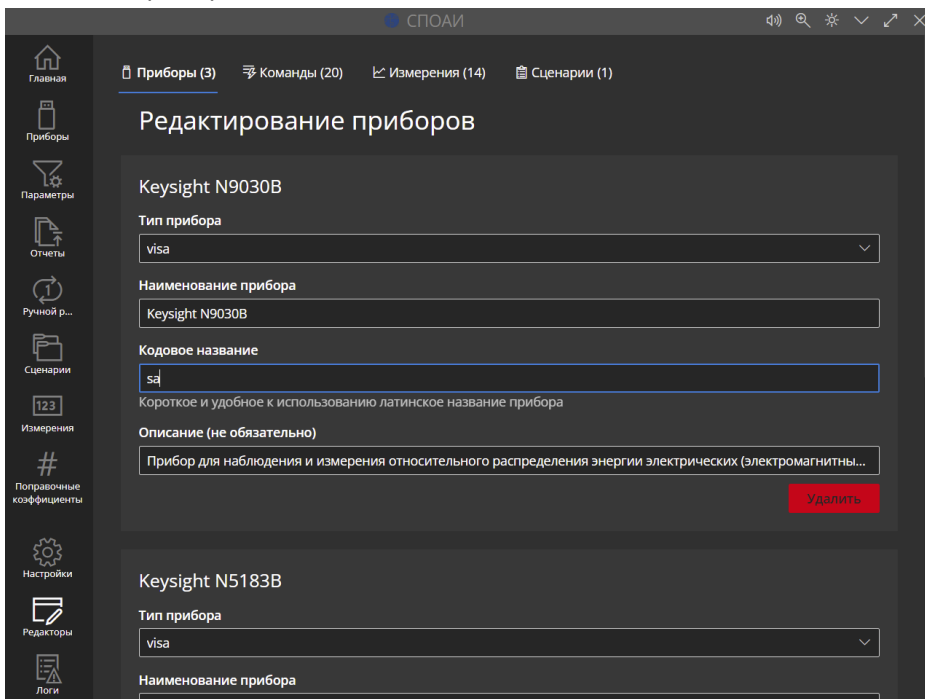 СПОАИ
Главная
Приборы
Параметры
Отчеты
1
Ручной р...
Сценарии
123
Измерения
#
Поправочные
коэффициенты
Настройки
Редакторы
Логи
Приборы (3) Команды (20) Измерения (14) Сценарии (1)
Редактирование приборов
Keysight N9030B
Тип прибора
visa
Наименование прибора
Keysight N9030B
Кодовое название
sa
Короткое и удобное к использованию латинское название прибора
Описание (не обязательно)
Прибор для наблюдения и измерения относительного распределения энергии электрических (электромагнитны...
Удалить
Keysight N5183B
Тип прибора
visa
Наименование прибора